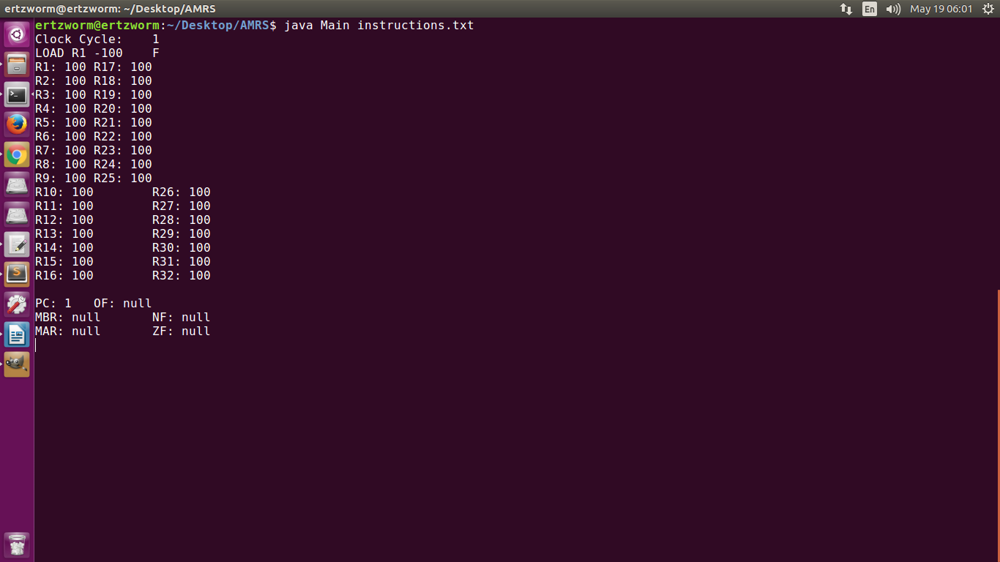 ertzworm@ertzworm: ~/Desktop/AMRS En May 19 06:01
ertzworm@ertzworm:~/Desktop/AMRS$ java Main instructions.txt
Clock Cycle: 1
LOAD R1 -100 F
R1: 100 R17: 100
R2: 100 R18: 100
R3: 100 R19: 100
R4: 100 R20: 100
R5: 100 R21: 100
R6: 100 R22: 100
R7: 100 R23: 100
R8: 100 R24: 100
R9: 100 R25: 100
R10: 100 R26: 100
R11: 100 R27: 100
R12: 100 R28: 100
R13: 100 R29: 100
R14: 100 R30: 100
R15: 100 R31: 100
R16: 100 R32: 100
PC: 1 OF: null
MBR: null NF: null
MAR: null ZF: null